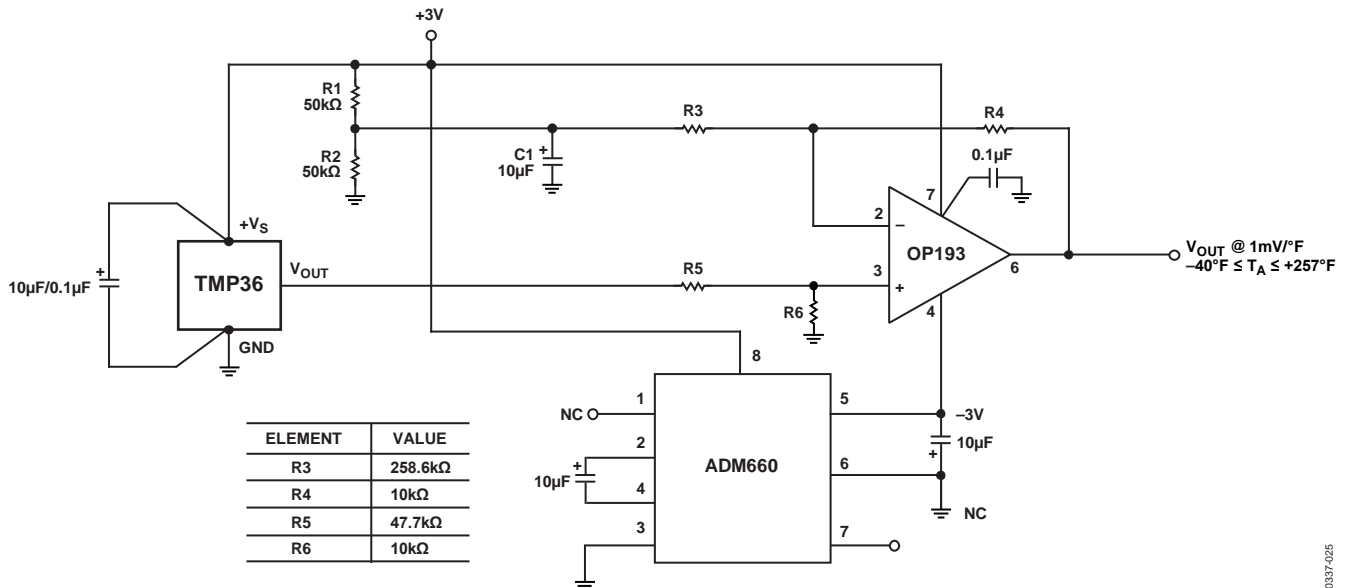 +3V
R1
50kΩ
R2
50kΩ
C1
10µF
+
R3
R4
0.1µF
7
2
–
OP193
6
3
+
4
VOUT @ 1mV/°F
–40°F ≤ TA ≤ +257°F
+VS
TMP36
VOUT
GND
10µF/0.1µF
+
R5
R6
8
NC
1
2
4
3
10µF
+
ADM660
5
6
7
–3V
10µF
+
NC
ELEMENT VALUE
R3 258.6kΩ
R4 10kΩ
R5 47.7kΩ
R6 10kΩ
0337-025